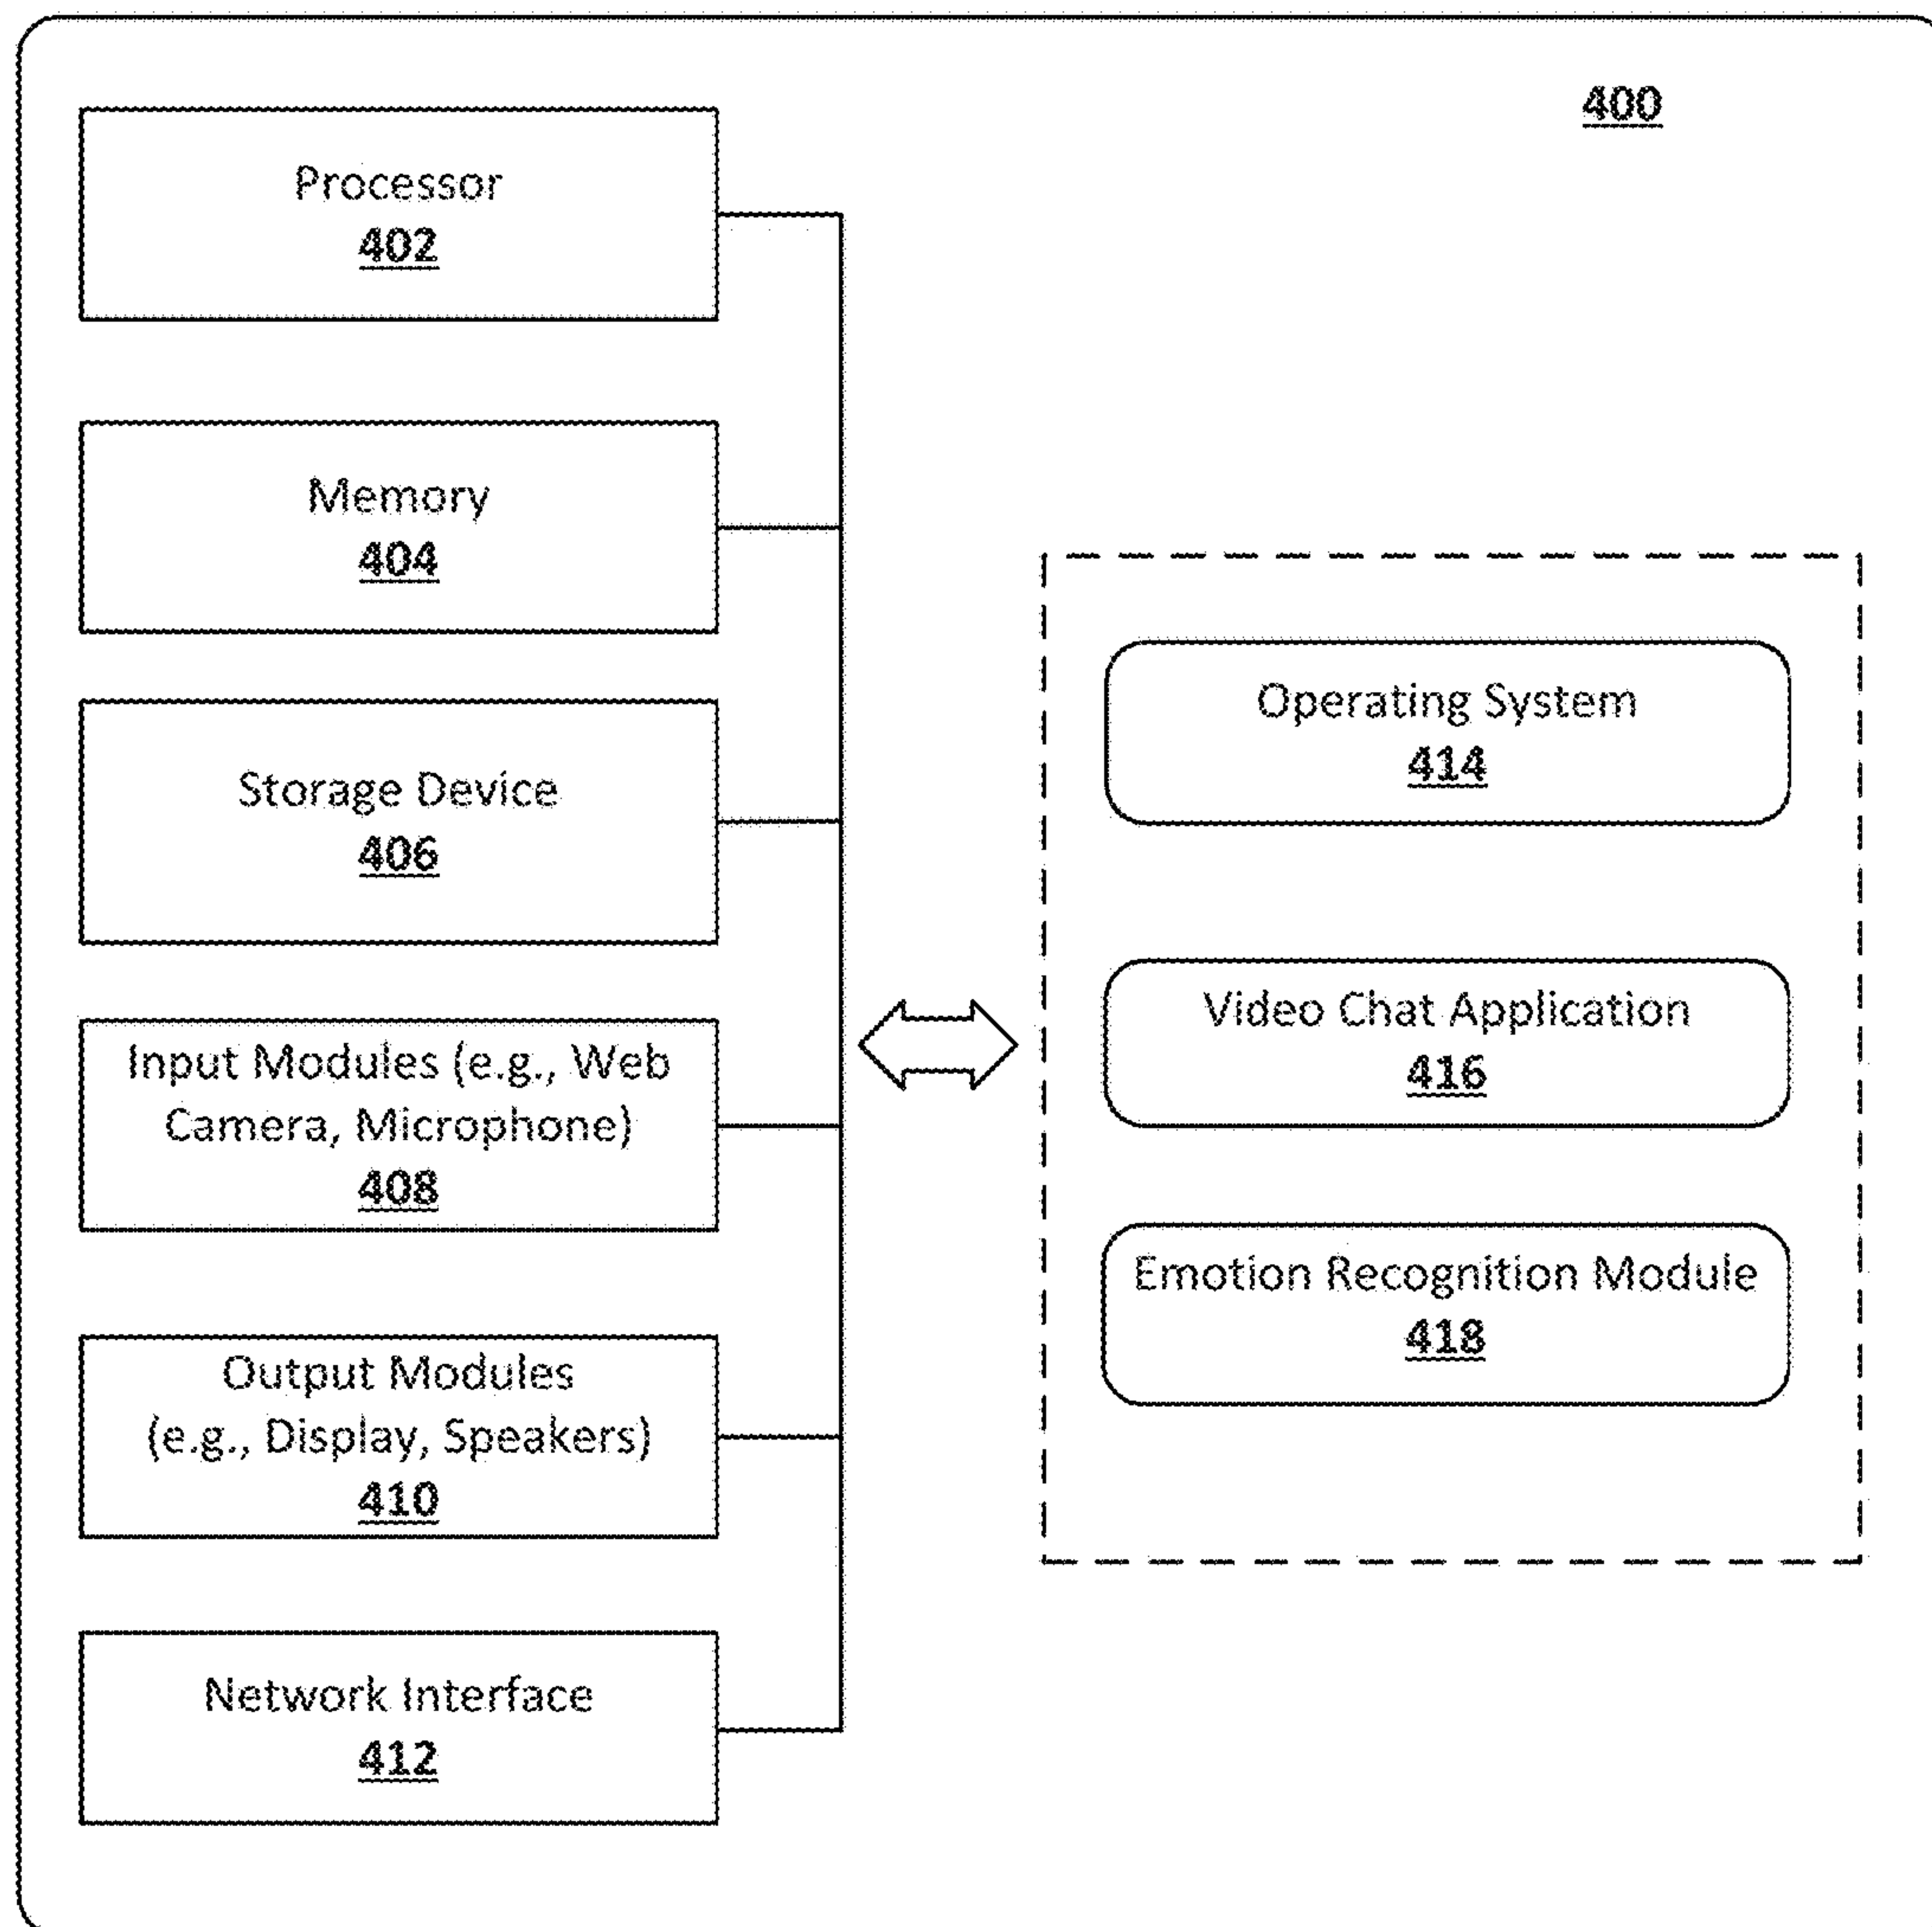 400
Processor
402
Memory
404
Storage Device
406
Input Modules (e.g., Web
Camera, Microphone)
408
Output Modules
(e.g., Display, Speakers)
410
Network Interface
412
Operating System
414
Video Chat Application
416
Emotion Recognition Module
418